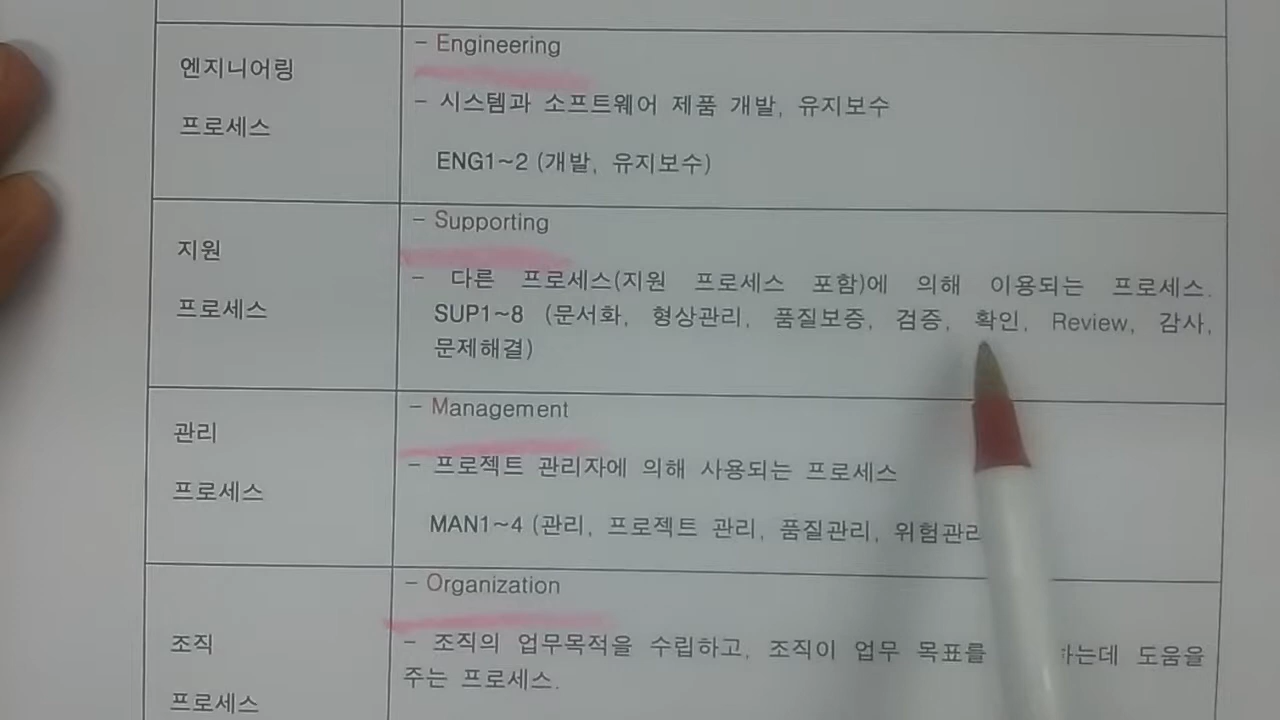 엔지니어링
프로세스
- Engineering
- 시스템과 소프트웨어 제품 개발, 유지보수
ENG1~2 (개발, 유지보수)
지원
프로세스
- Supporting
- 다른 프로세스(지원 프로세스 포함)에 의해 이용되는 프로세스.
SUP1~8 (문서화, 형상관리, 품질보증, 검증, 확인, Review, 감사,
문제해결)
관리
프로세스
- Management
- 프로젝트 관리자에 의해 사용되는 프로세스
MAN1~4 (관리, 프로젝트 관리, 품질관리, 위험관리
조직
프로세스
- Organization
- 조직의 업무목적을 수립하고, 조직이 업무 목표를 하는데 도움을
주는 프로세스.